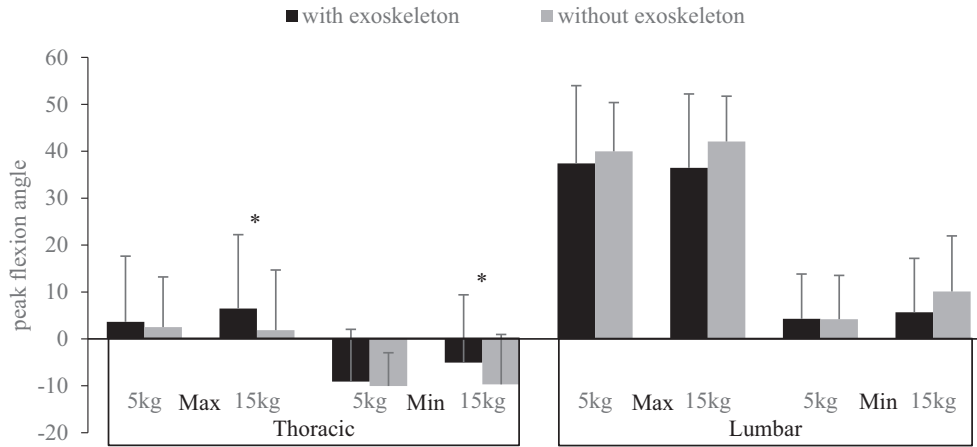 with exoskeleton without exoskeleton
60
50
40
30
20
10
0
-10
-20
peak flexion angle
*
*
5kg Max 15kg 5kg Min 15kg 5kg Max 15kg 5kg Min 15kg
Thoracic Lumbar